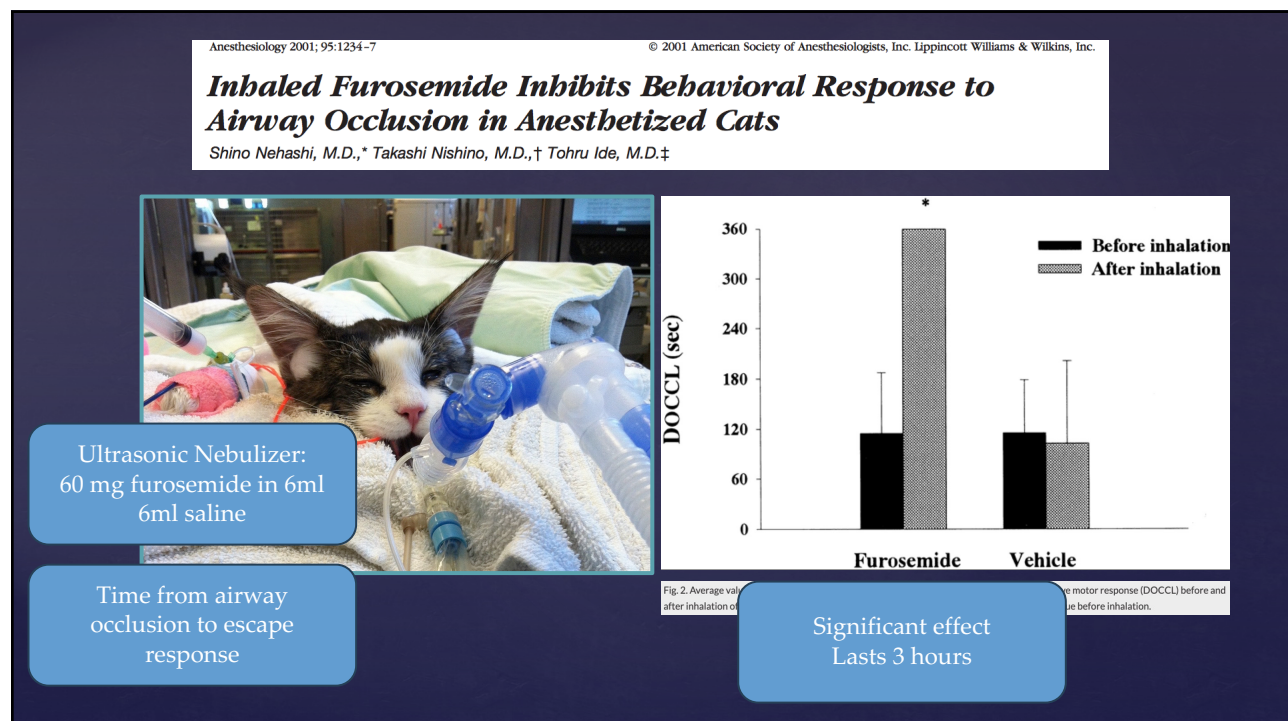 Anesthesiology 2001; 95:1234–7
© 2001 American Society of Anesthesiologists, Inc. Lippincott Williams & Wilkins, Inc.
Inhaled Furosemide Inhibits Behavioral Response to
Airway Occlusion in Anesthetized Cats
Shino Nehashi, M.D.,* Takashi Nishino, M.D.,† Tohru Ide, M.D.‡
Ultrasonic Nebulizer:
60 mg furosemide in 6ml
6ml saline
Time from airway
occlusion to escape
response
*
360
300
240
180
120
60
0
DOCCL (sec)
Before inhalation
After inhalation
Furosemide
Vehicle
Fig. 2. Average motor response (DOCCL) before and
after inhalation before inhalation.
Significant effect
Lasts 3 hours